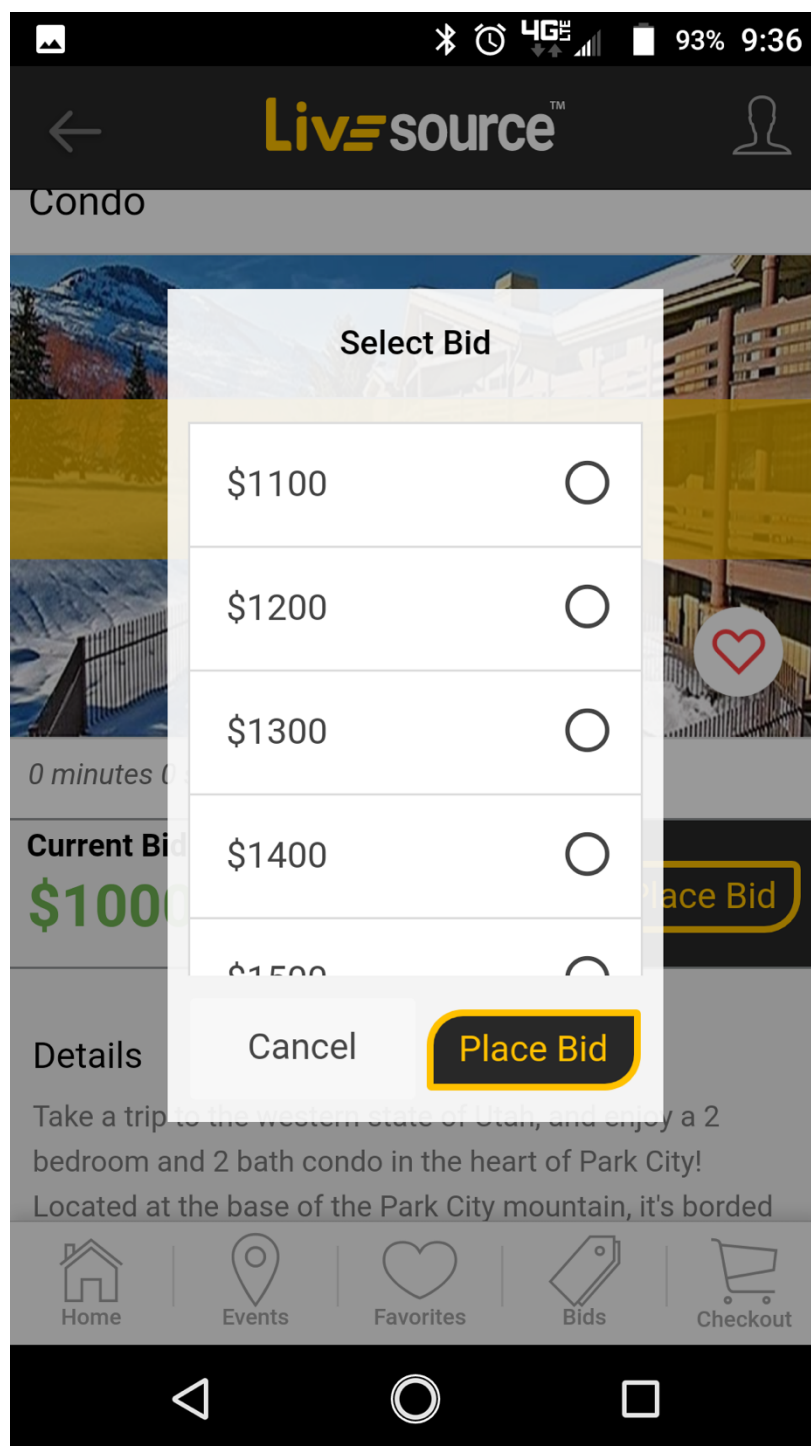 4G LTE 93% 9:36
Livesource™
Condo
Select Bid
$1100
$1200
$1300
0 minutes 0
$1400
Current Bid
$1000
Place Bid
$1500
Cancel
Place Bid
Details
Take a trip to the western state of Utah, and enjoy a 2
bedroom and 2 bath condo in the heart of Park City!
Located at the base of the Park City mountain, it's borded
Home
Events
Favorites
Bids
Checkout